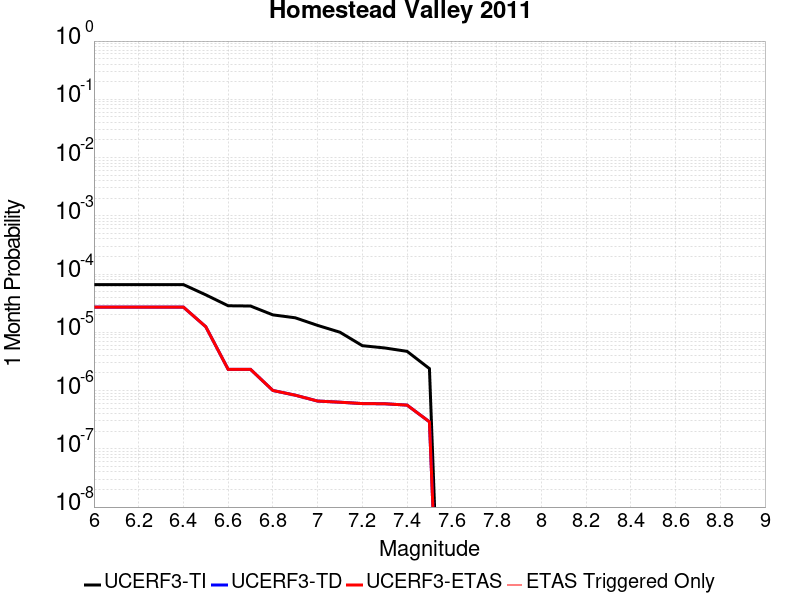 Homestead Valley 2011
10^0
10^-1
10^-2
10^-3
10^-4
10^-5
10^-6
10^-7
10^-8
1 Month Probability
6 6.2 6.4 6.6 6.8 7 7.2 7.4 7.6 7.8 8 8.2 8.4 8.6 8.8 9
Magnitude
UCERF3-TI UCERF3-TD UCERF3-ETAS ETAS Triggered Only